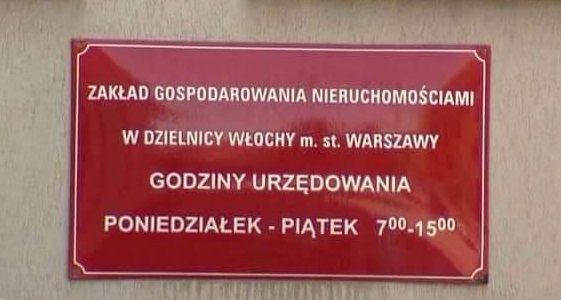 ZAKŁAD GOSPODAROWANIA NIERUCHOMOŚCIAMI
W DZIELNICY WŁOCHY m. st. WARSZAWY
GODZINY URZĘDOWANIA
PONIEDZIAŁEK - PIĄTEK 7⁰⁰-15⁰⁰